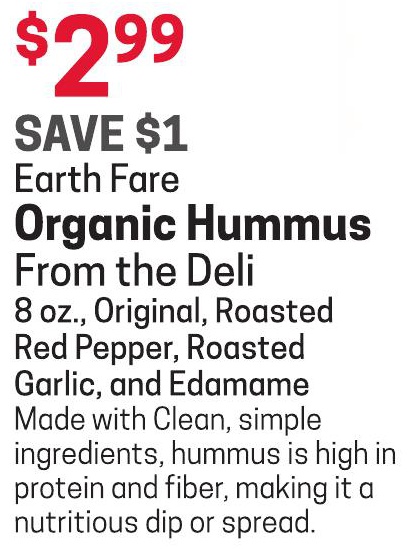 $2.99
SAVE $1
Earth Fare
Organic Hummus
From the Deli
8 oz., Original, Roasted
Red Pepper, Roasted
Garlic, and Edamame
Made with Clean, simple
ingredients, hummus is high in
protein and fiber, making it a
nutritious dip or spread.